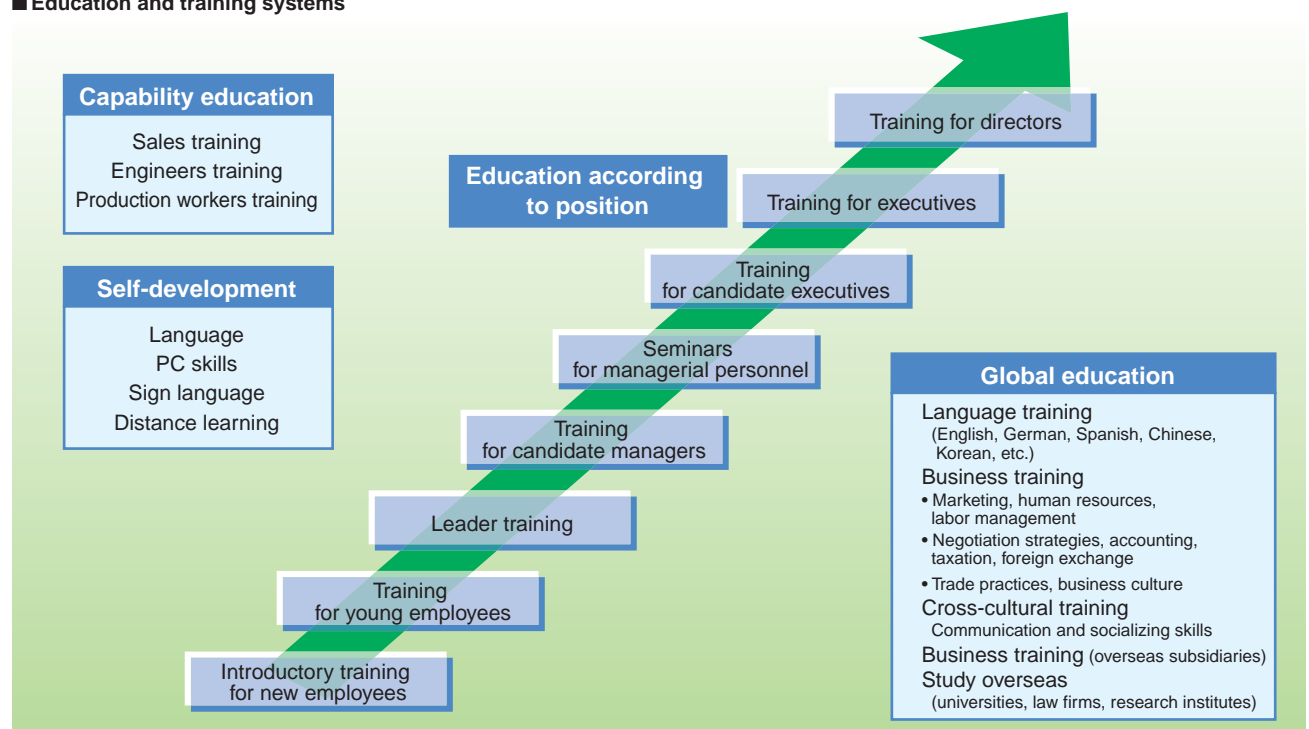 ■ Education and training systems
Capability education
Sales training
Engineers training
Production workers training
Self-development
Language
PC skills
Sign language
Distance learning
Education according
to position
Training for directors
Training for executives
Training
for candidate executives
Seminars
for managerial personnel
Training
for candidate managers
Leader training
Training
for young employees
Introductory training
for new employees
Global education
Language training
(English, German, Spanish, Chinese,
Korean, etc.)
Business training
• Marketing, human resources,
labor management
• Negotiation strategies, accounting,
taxation, foreign exchange
• Trade practices, business culture
Cross-cultural training
Communication and socializing skills
Business training (overseas subsidiaries)
Study overseas
(universities, law firms, research institutes)